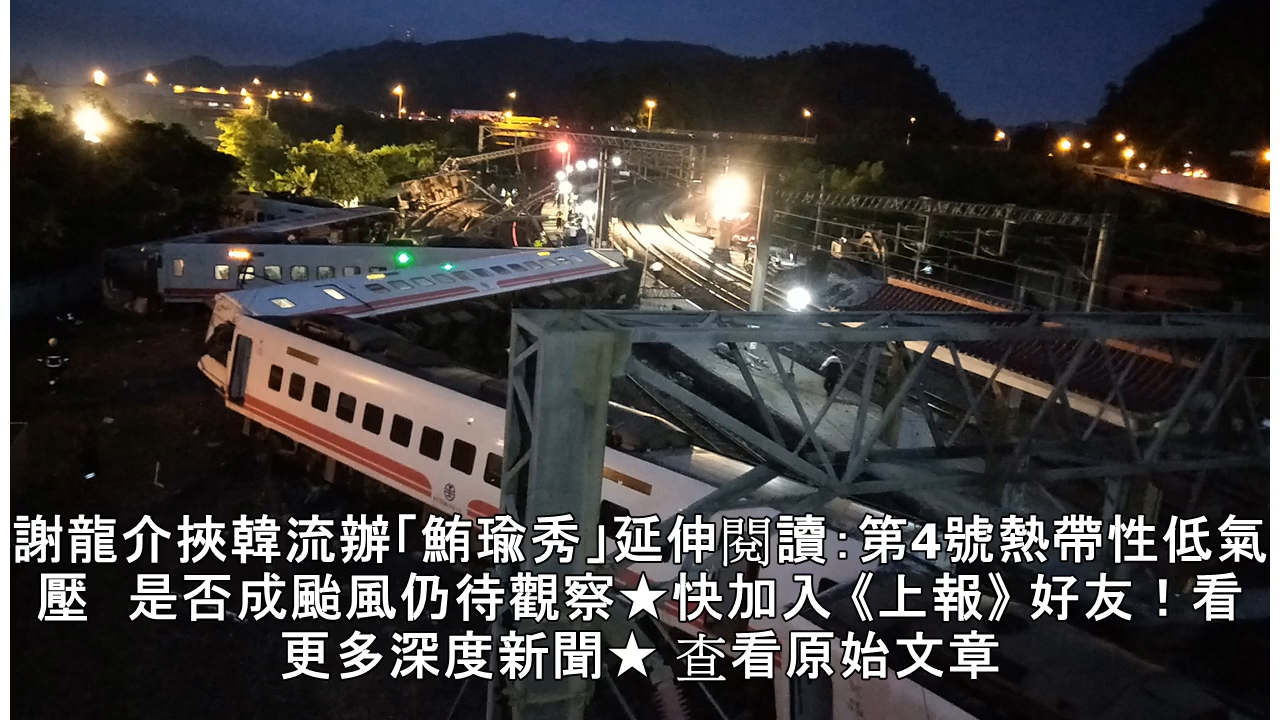 謝龍介挾韓流辦「鮪瑜秀」延伸閱讀：第4號熱帶性低氣
壓 是否成颱風仍待觀察★快加入《上報》好友！看
更多深度新聞★ 查看原始文章